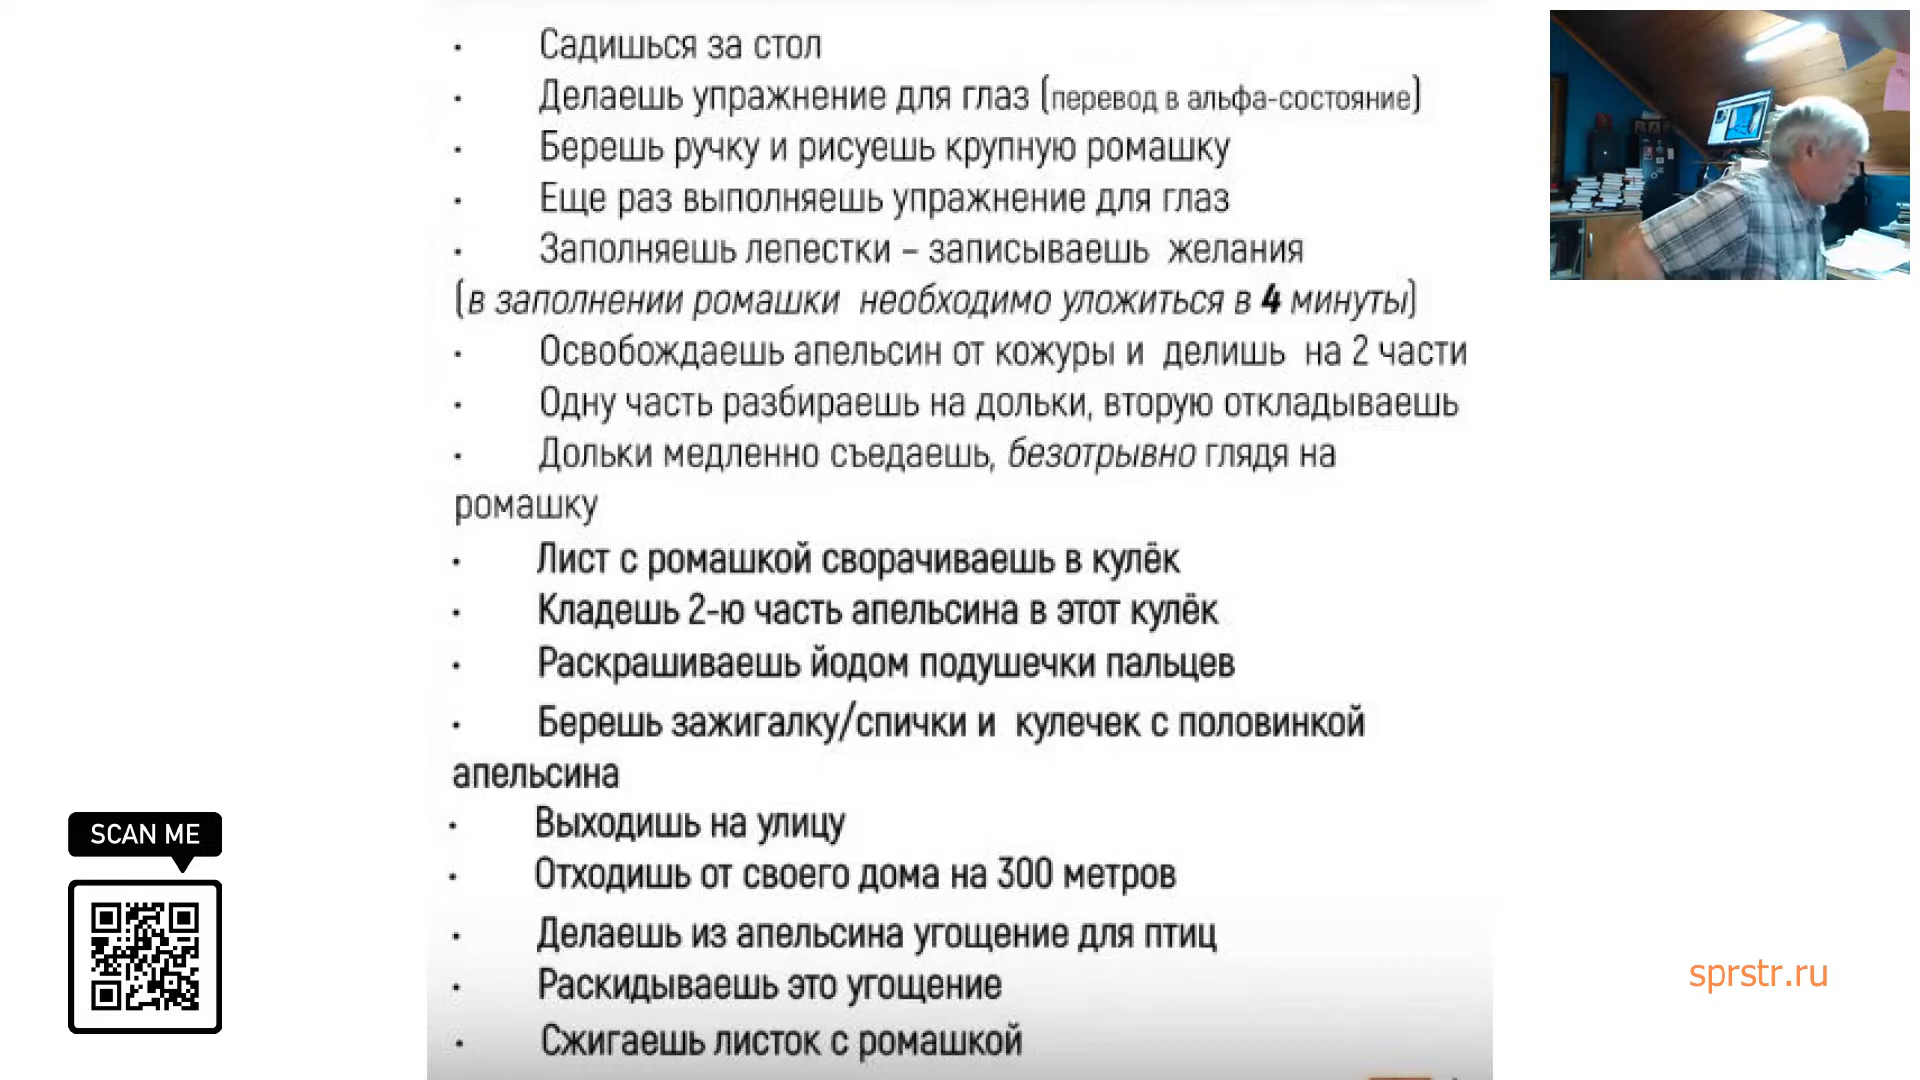 • Садишься за стол
• Делаешь упражнение для глаз (перевод в альфа-состояние)
• Берешь ручку и рисуешь крупную ромашку
• Еще раз выполняешь упражнение для глаз
• Заполняешь лепестки – записываешь желания
(в заполнении ромашки необходимо уложиться в 4 минуты)
• Освобождаешь апельсин от кожуры и делишь на 2 части
• Одну часть разбираешь на дольки, вторую откладываешь
• Дольки медленно съедаешь, безотрывно глядя на
ромашку
• Лист с ромашкой сворачиваешь в кулёк
• Кладешь 2-ю часть апельсина в этот кулёк
• Раскрашиваешь йодом подушечки пальцев
• Берешь зажигалку/спички и кулечек с половинкой
апельсина
• Выходишь на улицу
• Отходишь от своего дома на 300 метров
• Делаешь из апельсина угощение для птиц
• Раскидываешь это угощение
• Сжигаешь листок с ромашкой
SCAN ME
sprstr.ru